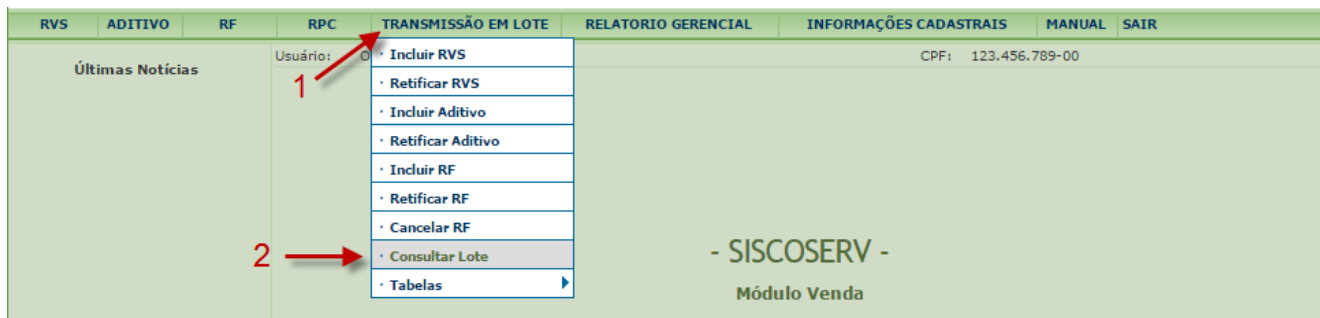 RVS ADITIVO RF RPC TRANSMISSÃO EM LOTE RELATORIO GERENCIAL INFORMAÇÕES CADASTRAIS MANUAL SAIR
Últimas Notícias
Usuário: O
CPF: 123.456.789-00
1
· Incluir RVS
· Retificar RVS
· Incluir Aditivo
· Retificar Aditivo
· Incluir RF
· Retificar RF
· Cancelar RF
2
· Consultar Lote
· Tabelas
- SISCOSERV -
Módulo Venda